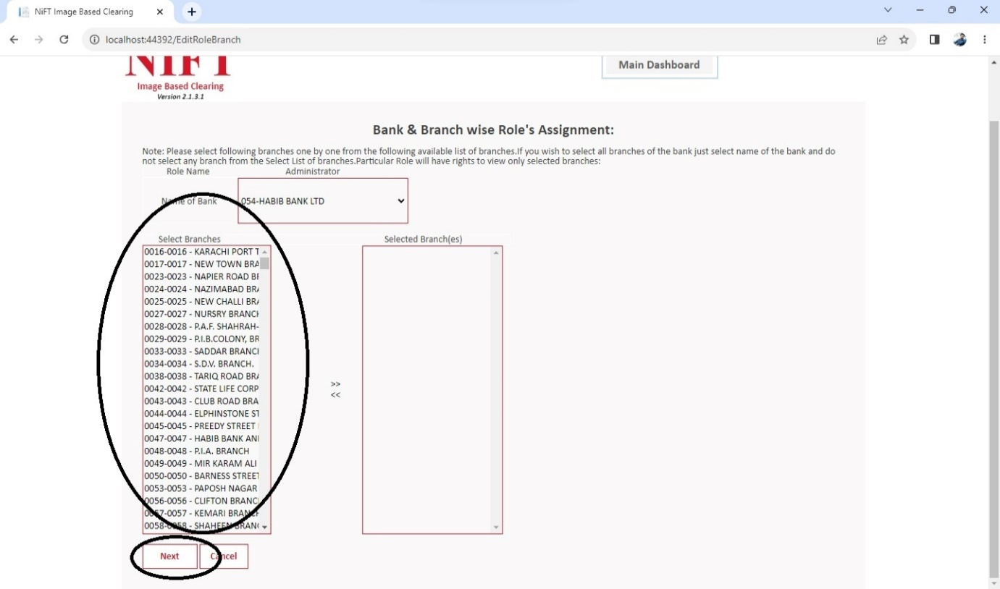 NiFT Image Based Clearing
localhost:44392/EditRoleBranch
NIFT
Image Based Clearing
Version 2.1.3.1
Main Dashboard
Bank & Branch wise Role's Assignment:
Note: Please select following branches one by one from the following available list of branches.If you wish to select all branches of the bank just select name of the bank and do
not select any branch from the Select List of branches.Particular Role will have rights to view only selected branches:
Role Name Administrator
Name of Bank 054-HABIB BANK LTD
Select Branches Selected Branch(es)
0016-0016 - KARACHI PORT T
0017-0017 - NEW TOWN BRA
0023-0023 - NAPIER ROAD BR
0024-0024 - NAZIMABAD BRA
0025-0025 - NEW CHALLI BRA
0027-0027 - NURSRY BRANCH
0028-0028 - P.A.F. SHAHRAH-
0029-0029 - P.I.B.COLONY, BR
0033-0033 - SADDAR BRANCH
0034-0034 - S.D.V. BRANCH.
0038-0038 - TARIQ ROAD BRA
0042-0042 - STATE LIFE CORP
0043-0043 - CLUB ROAD BRA
0044-0044 - ELPHINSTONE ST
0045-0045 - PREEDY STREET
0047-0047 - HABIB BANK AN
0048-0048 - P.I.A. BRANCH
0049-0049 - MIR KARAM ALI
0050-0050 - BARNESS STREET
0053-0053 - PAPOSH NAGAR
0056-0056 - CLIFTON BRANC
0057-0057 - KEMARI BRANCH
0058-0058 - SHAHEEN BRAN
>>
<<
Next Cancel